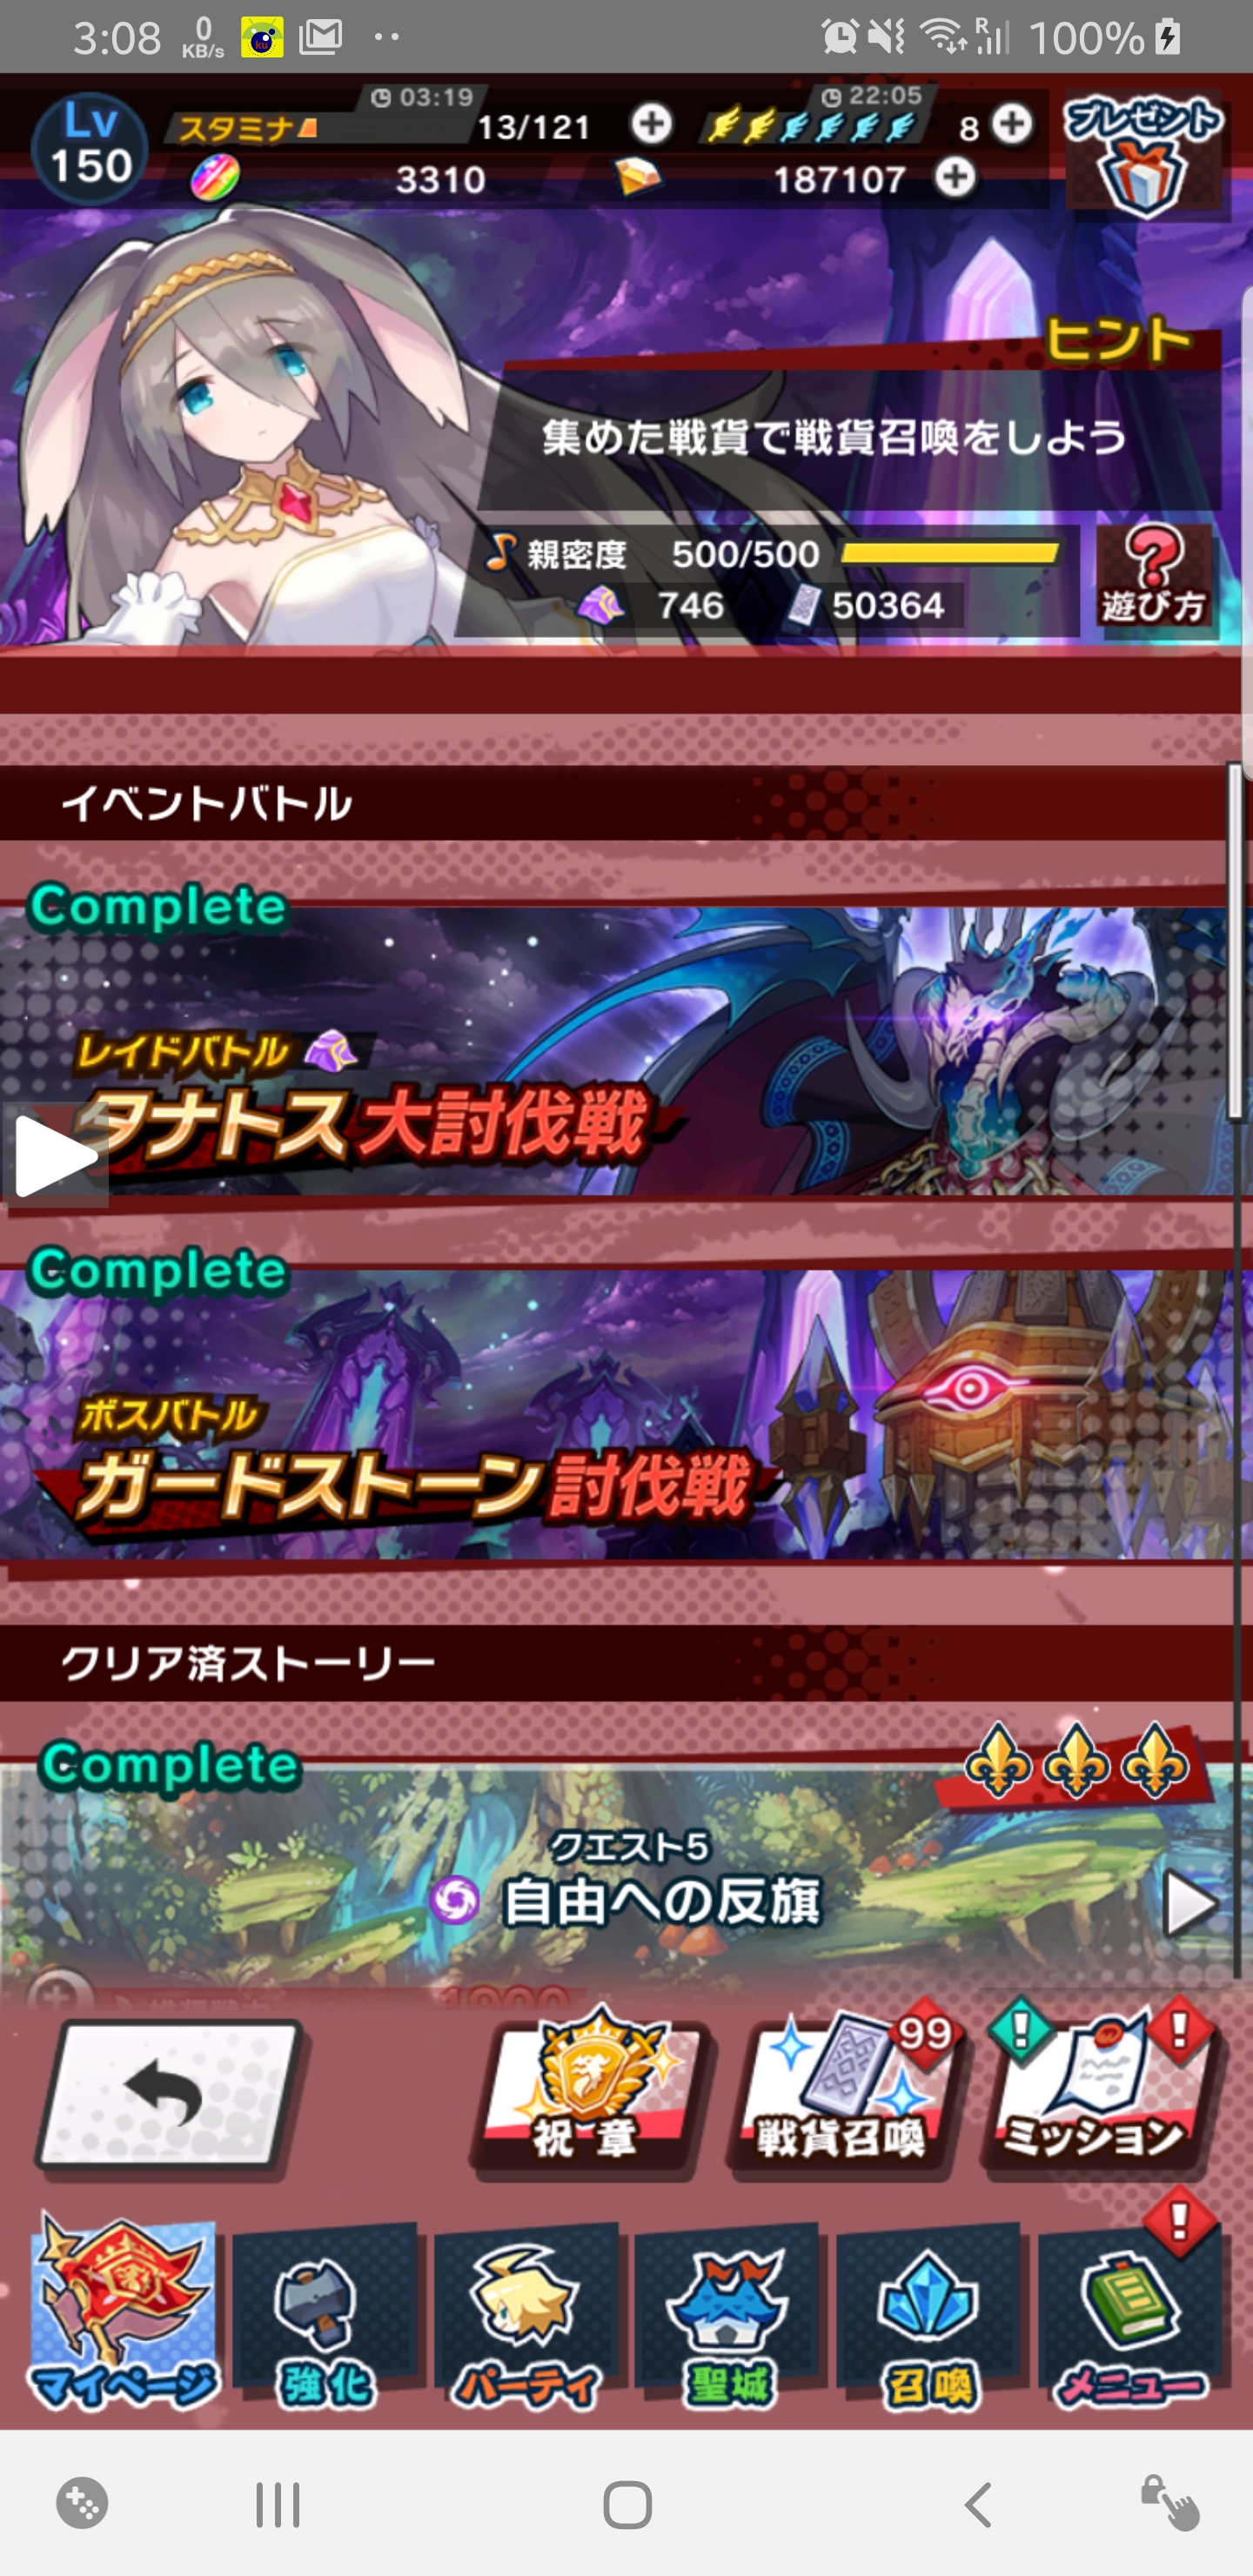 3:08 0 KB/s ku 100%
03:19 22:05
Lv スタミナ 13/121 8 プレゼント
150 3310 187107
ヒント
集めた戦貨で戦貨召喚をしよう
親密度 500/500
746 50364 遊び方
イベントバトル
Complete
レイドバトル
タナトス大討伐戦
Complete
ボスバトル
ガードストーン討伐戦
クリア済ストーリー
Complete
クエスト5
自由への反旗
99 ! !
祝章 戦貨召喚 ミッション
!
マイページ 強化 パーティ 聖城 召喚 メニュー